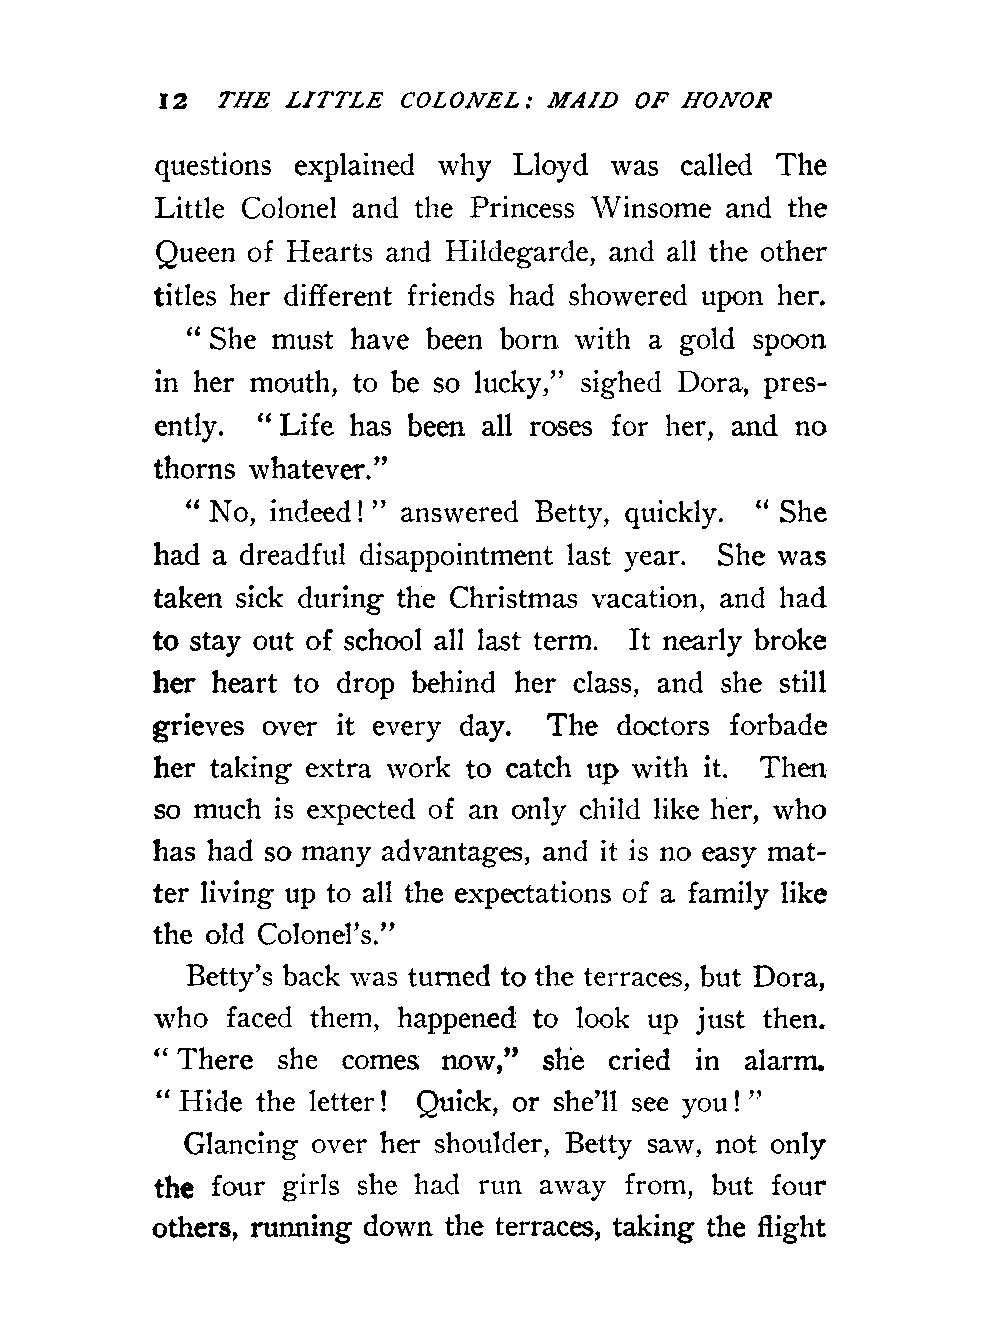 12 THE LITTLE COLONEL: MAID OF HONOR
questions explained why Lloyd was called The
Little Colonel and the Princess Winsome and the
Queen of Hearts and Hildegarde, and all the other
titles her different friends had showered upon her.
“ She must have been born with a gold spoon
in her mouth, to be so lucky,” sighed Dora, pres-
ently. “ Life has been all roses for her, and no
thorns whatever.”
“ No, indeed! ” answered Betty, quickly. “ She
had a dreadful disappointment last year. She was
taken sick during the Christmas vacation, and had
to stay out of school all last term. It nearly broke
her heart to drop behind her class, and she still
grieves over it every day. The doctors forbade
her taking extra work to catch up with it. Then
so much is expected of an only child like her, who
has had so many advantages, and it is no easy mat-
ter living up to all the expectations of a family like
the old Colonel’s.”
Betty’s back was turned to the terraces, but Dora,
who faced them, happened to look up just then.
“ There she comes now,” she cried in alarm.
“ Hide the letter! Quick, or she’ll see you! ”
Glancing over her shoulder, Betty saw, not only
the four girls she had run away from, but four
others, running down the terraces, taking the flight